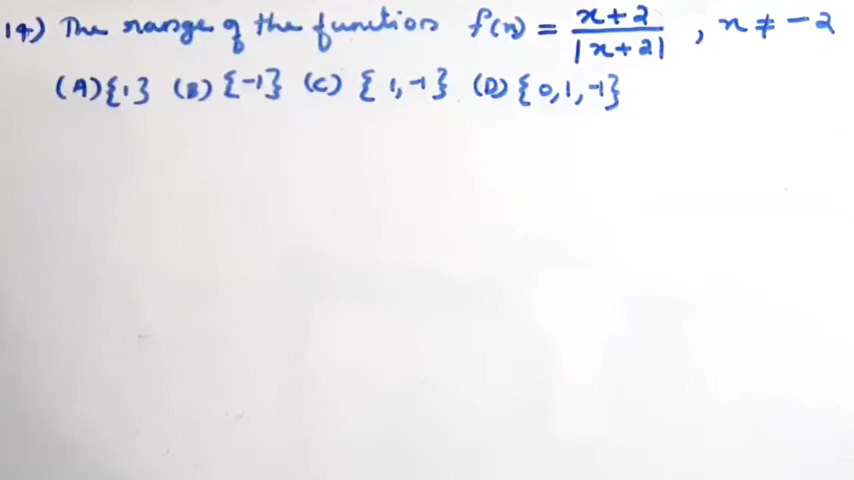 14) The range of the function f(x) = x+2 / |x+2| , x ≠ -2
(A) {1} (B) {-1} (C) {1, -1} (D) {0, 1, -1}